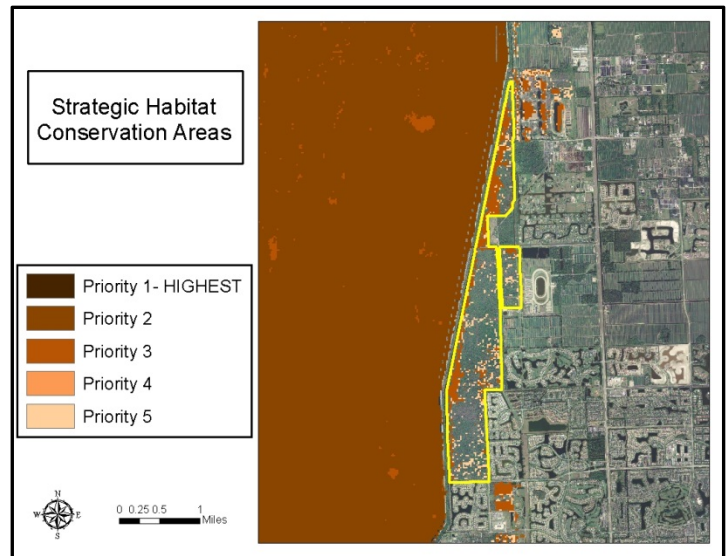 Strategic Habitat
Conservation Areas
Priority 1- HIGHEST
Priority 2
Priority 3
Priority 4
Priority 5
N
W E
S
0 0.25 0.5 1
Miles